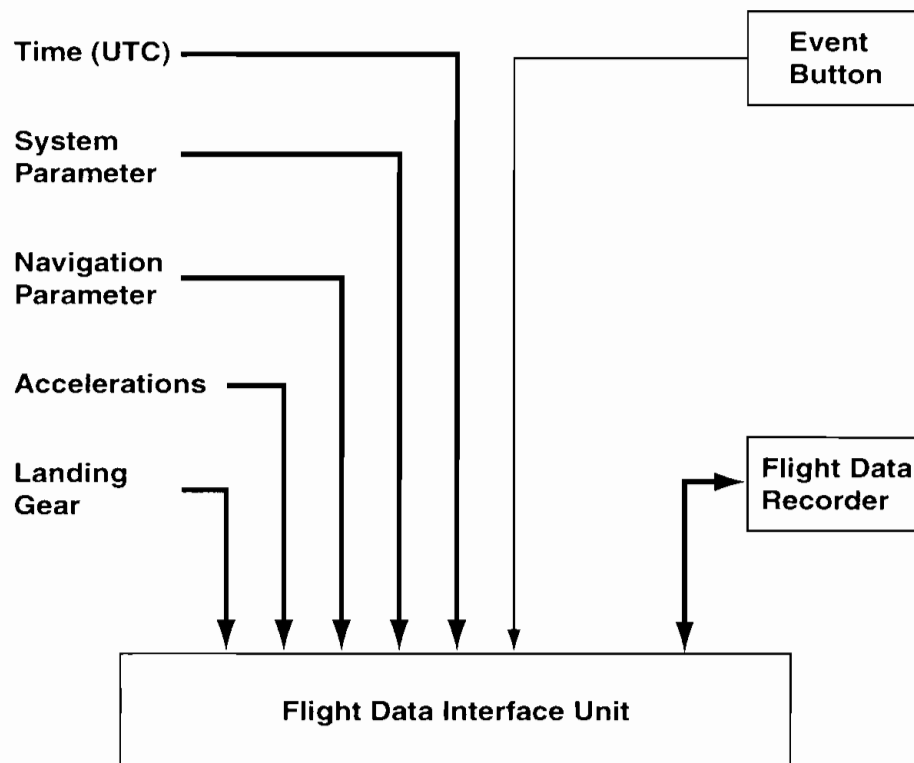 Time (UTC)
System
Parameter
Navigation
Parameter
Accelerations
Landing
Gear
Event
Button
Flight Data
Recorder
Flight Data Interface Unit